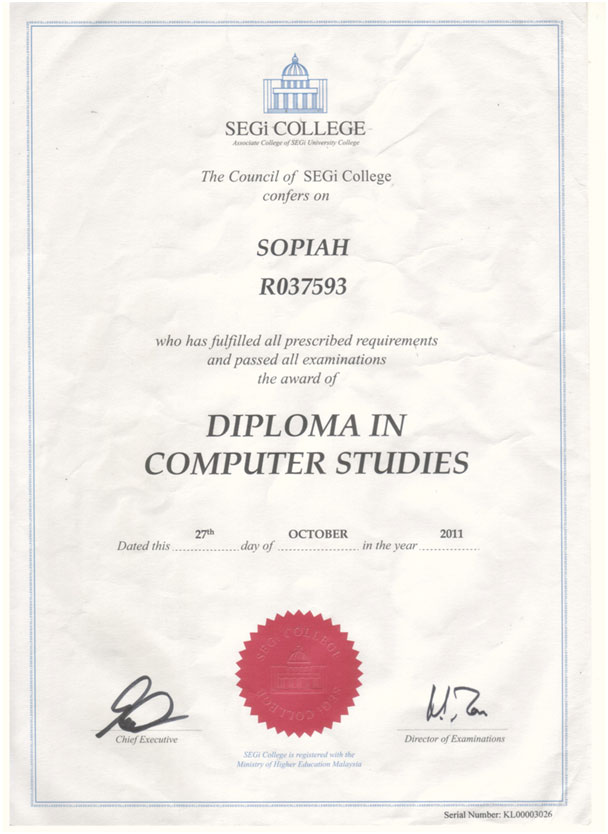 SEGi COLLEGE
Associate College of SEGi University College
The Council of SEGi College
confers on
SOPIAH
R037593
who has fulfilled all prescribed requirements
and passed all examinations
the award of
DIPLOMA IN
COMPUTER STUDIES
Dated this 27th day of OCTOBER in the year 2011
SEGi COLLEGE
SEGi COLLEGE
Chief Executive
Director of Examinations
SEGi College is registered with the
Ministry of Higher Education Malaysia
Serial Number: KL00003026